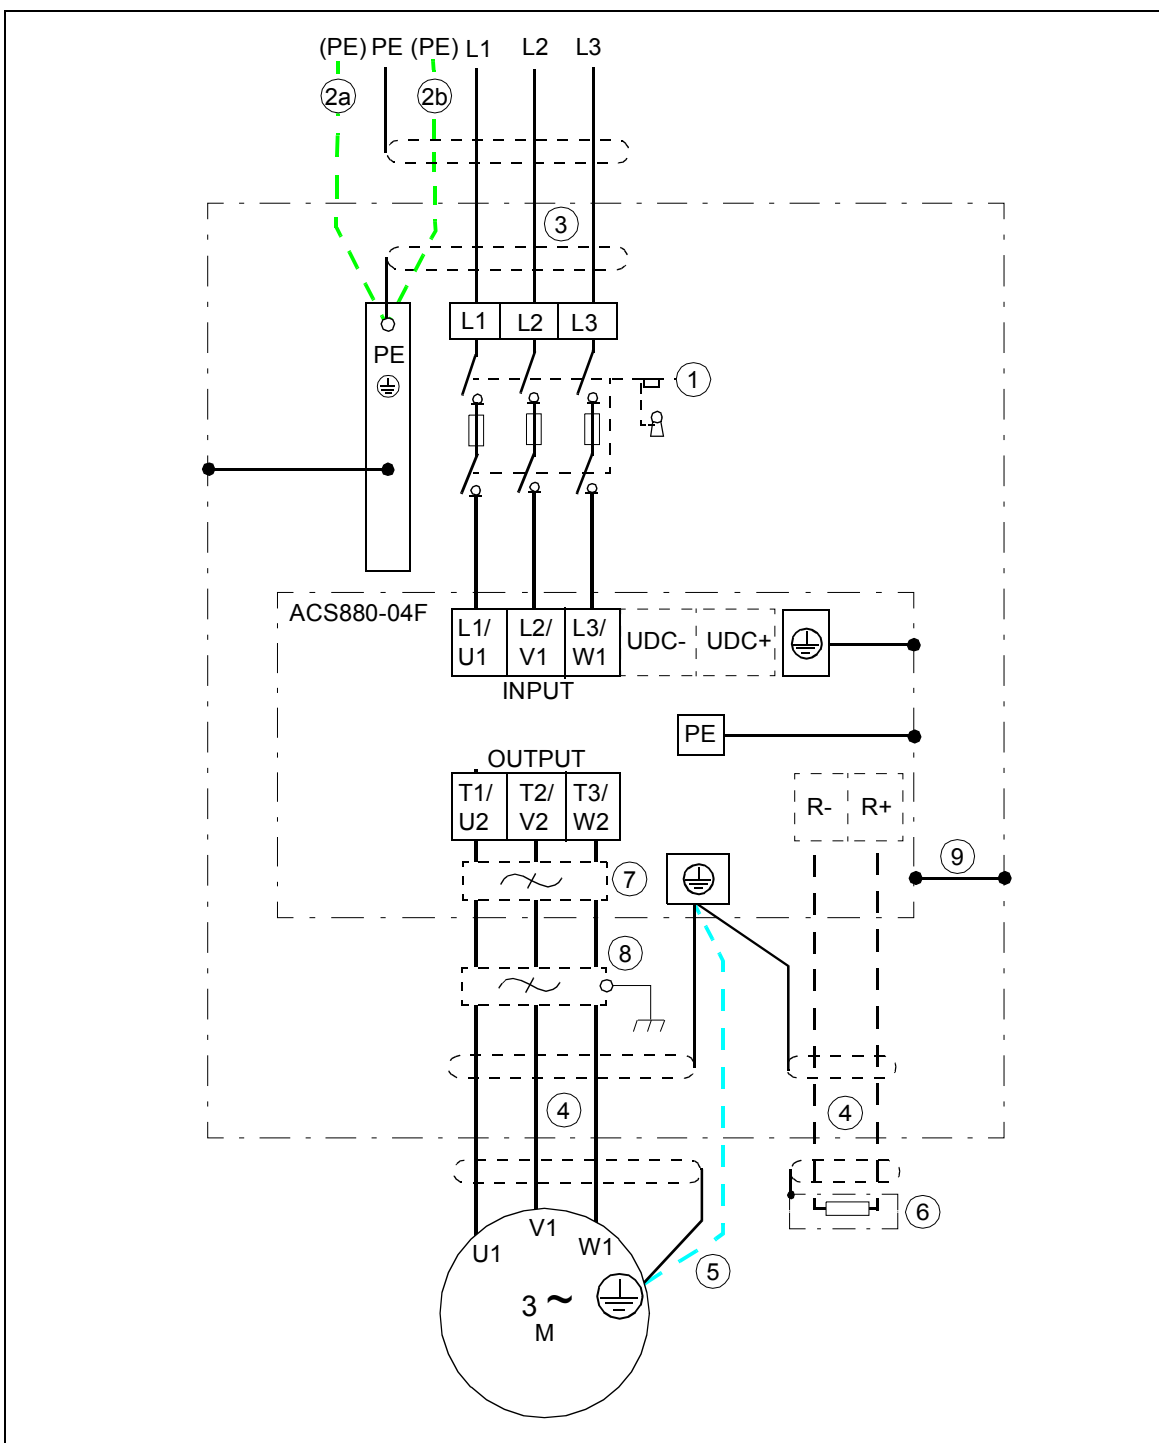 (PE) PE (PE) L1 L2 L3
2a 2b
3
L1 L2 L3
PE
1
ACS880-04F
L1/ L2/ L3/
U1 V1 W1
UDC- UDC+
INPUT
PE
OUTPUT
T1/ T2/ T3/
U2 V2 W2
R- R+
7
9
8
4 4
6
U1 V1 W1
5
3 ~
M